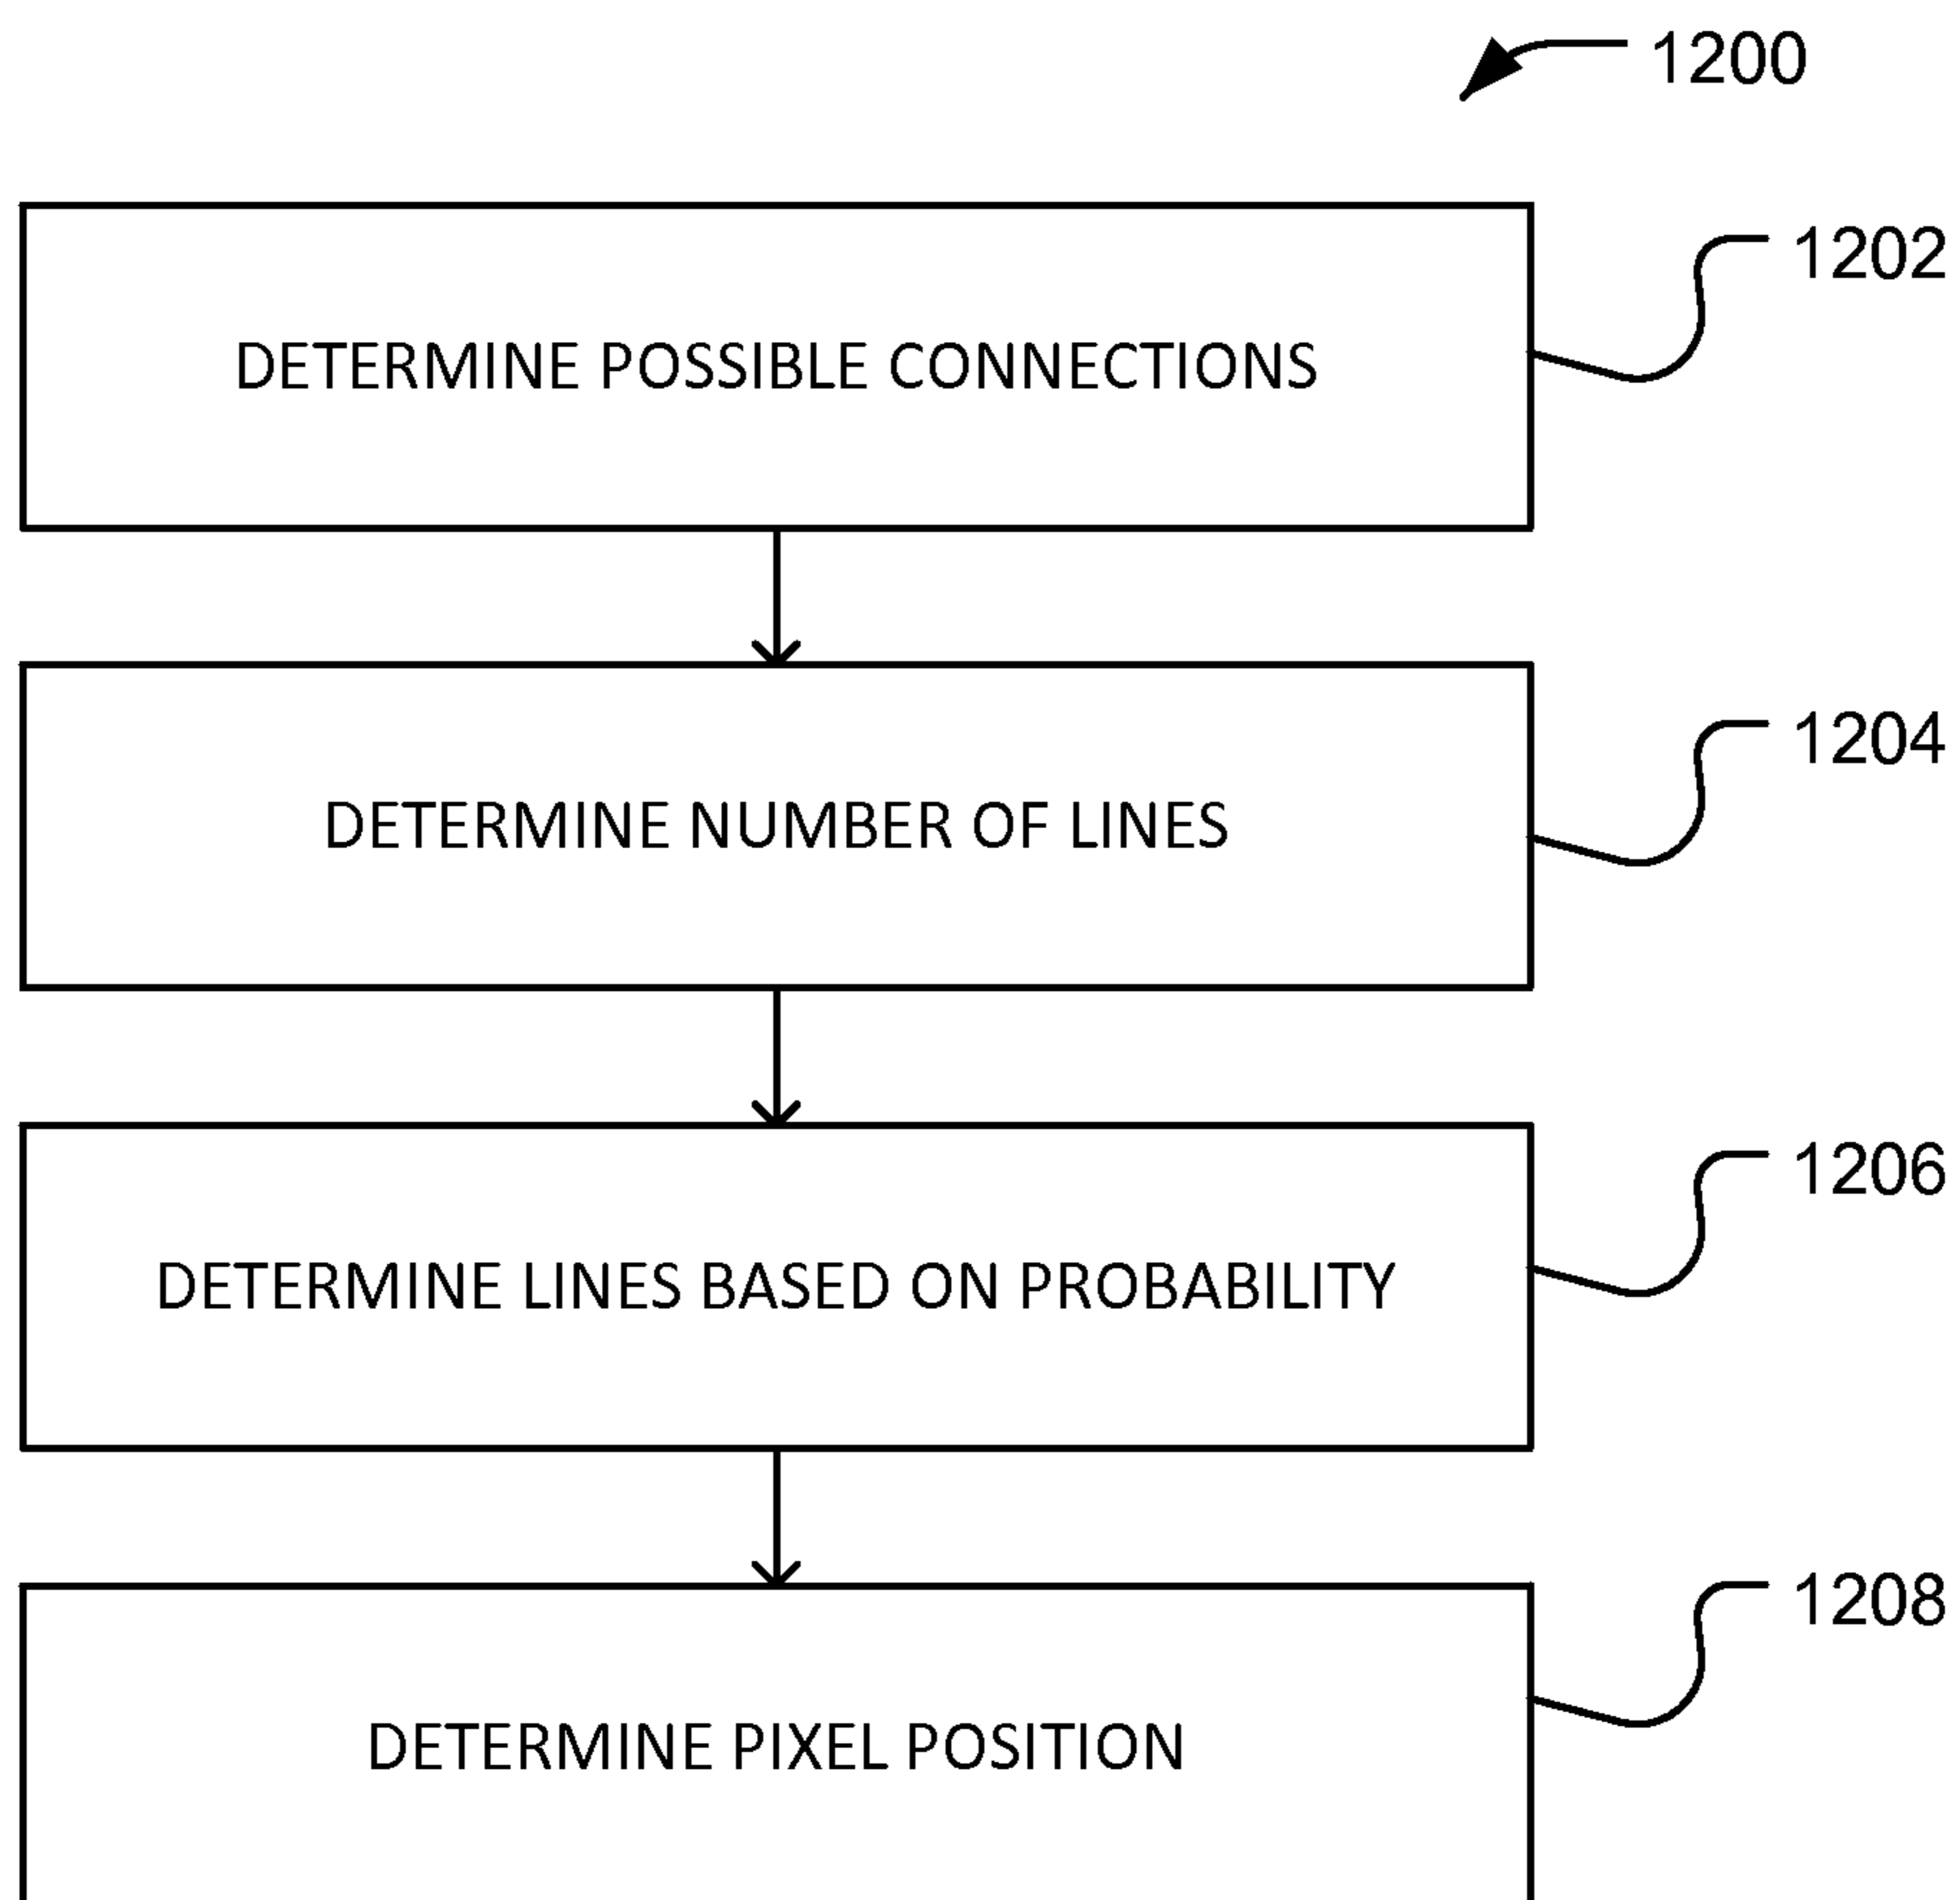 1200
1202
DETERMINE POSSIBLE CONNECTIONS
1204
DETERMINE NUMBER OF LINES
1206
DETERMINE LINES BASED ON PROBABILITY
1208
DETERMINE PIXEL POSITION